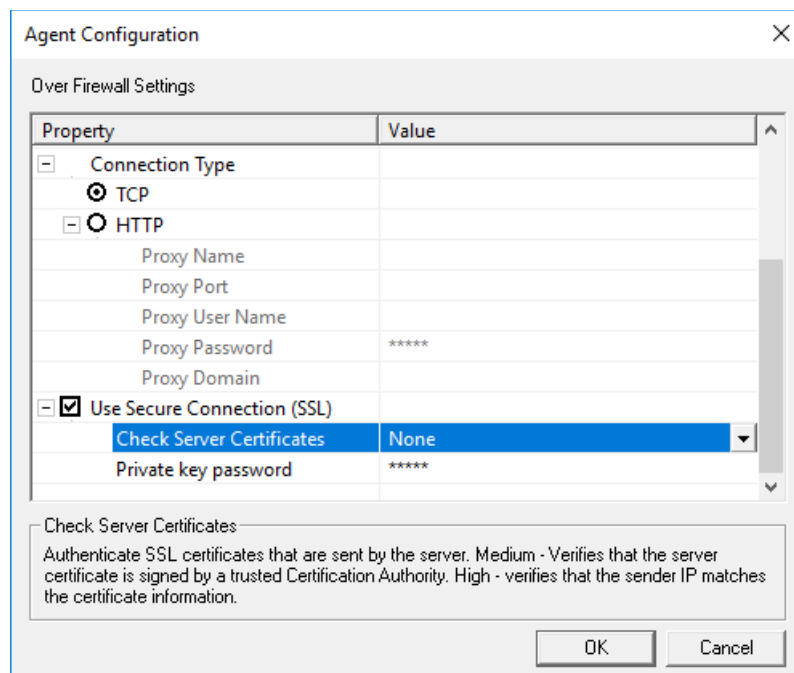 Agent Configuration
Over Firewall Settings
Property Value
Connection Type
TCP
HTTP
Proxy Name
Proxy Port
Proxy User Name
Proxy Password *****
Proxy Domain
Use Secure Connection (SSL)
Check Server Certificates None
Private key password *****
Check Server Certificates
Authenticate SSL certificates that are sent by the server. Medium - Verifies that the server
certificate is signed by a trusted Certification Authority. High - verifies that the sender IP matches
the certificate information.
OK Cancel